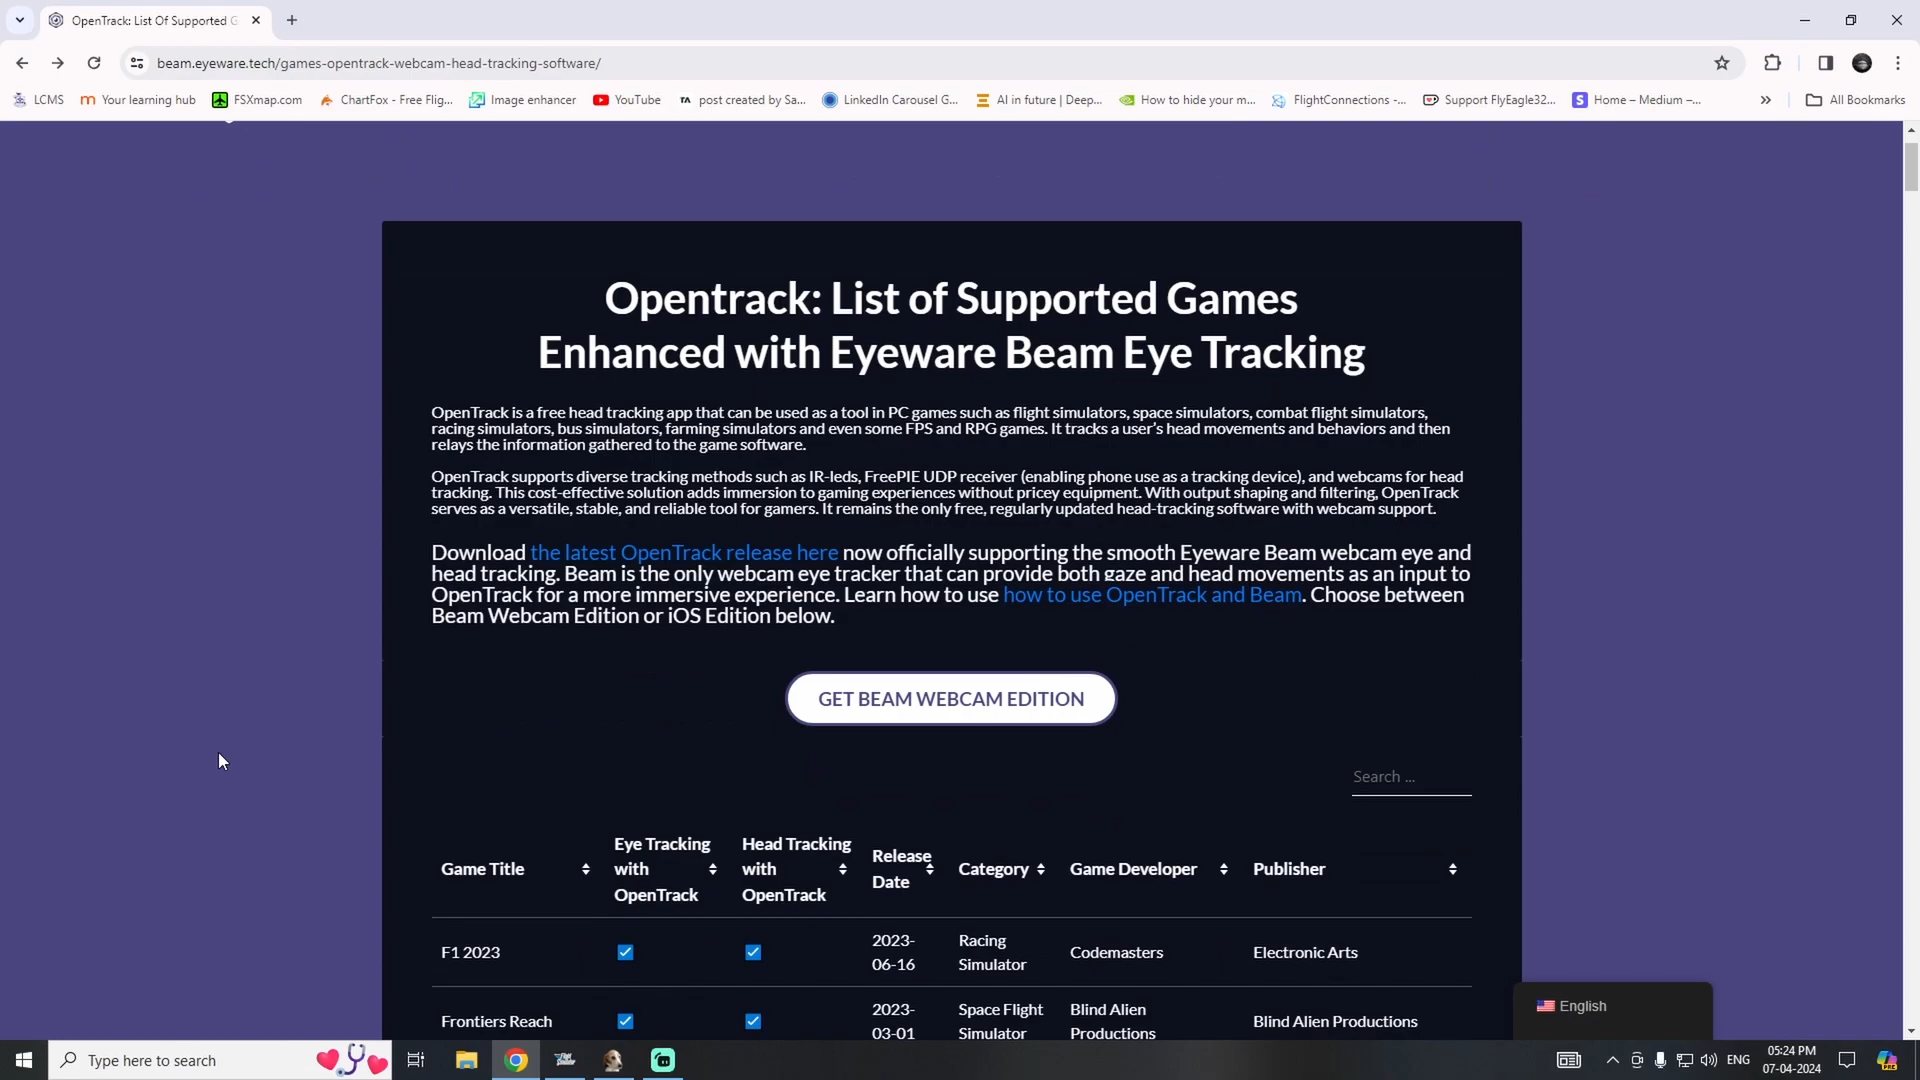 OpenTrack: List Of Supported G
beam.eyeware.tech/games-opentrack-webcam-head-tracking-software/
LCMS
Your learning hub
FSXmap.com
ChartFox - Free Flig...
Image enhancer
YouTube
TA post created by Sa...
LinkedIn Carousel G...
AI in future | Deep...
How to hide your m...
FlightConnections -...
Support FlyEagle32...
S Home – Medium –...
All Bookmarks
Opentrack: List of Supported Games
Enhanced with Eyeware Beam Eye Tracking
OpenTrack is a free head tracking app that can be used as a tool in PC games such as flight simulators, space simulators, combat flight simulators,
racing simulators, bus simulators, farming simulators and even some FPS and RPG games. It tracks a user's head movements and behaviors and then
relays the information gathered to the game software.
OpenTrack supports diverse tracking methods such as IR-leds, FreePIE UDP receiver (enabling phone use as a tracking device), and webcams for head
tracking. This cost-effective solution adds immersion to gaming experiences without pricey equipment. With output shaping and filtering, OpenTrack
serves as a versatile, stable, and reliable tool for gamers. It remains the only free, regularly updated head-tracking software with webcam support.
Download the latest OpenTrack release here now officially supporting the smooth Eyeware Beam webcam eye and
head tracking. Beam is the only webcam eye tracker that can provide both gaze and head movements as an input to
OpenTrack for a more immersive experience. Learn how to use how to use OpenTrack and Beam. Choose between
Beam Webcam Edition or iOS Edition below.
GET BEAM WEBCAM EDITION
Search ...
Game Title
Eye Tracking
with
OpenTrack
Head Tracking
with
OpenTrack
Release
Date
Category
Game Developer
Publisher
F1 2023
2023-
06-16
Racing
Simulator
Codemasters
Electronic Arts
Frontiers Reach
2023-
03-01
Space Flight
Simulator
Blind Alien
Productions
Blind Alien Productions
English
Type here to search
ENG
05:24 PM
07-04-2024